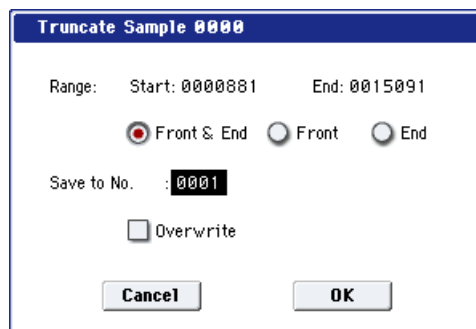 Truncate Sample 0000
Range: Start: 0000881 End: 0015091
Front & End Front End
Save to No. : 0001
Overwrite
Cancel OK